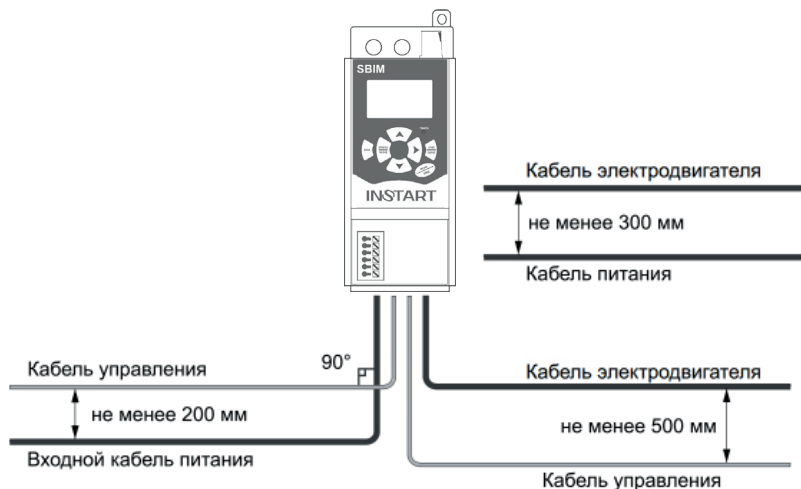 SBIM
INSTART
Кабель электродвигателя
не менее 300 мм
Кабель питания
Кабель управления
90°
не менее 200 мм
Входной кабель питания
Кабель электродвигателя
не менее 500 мм
Кабель управления